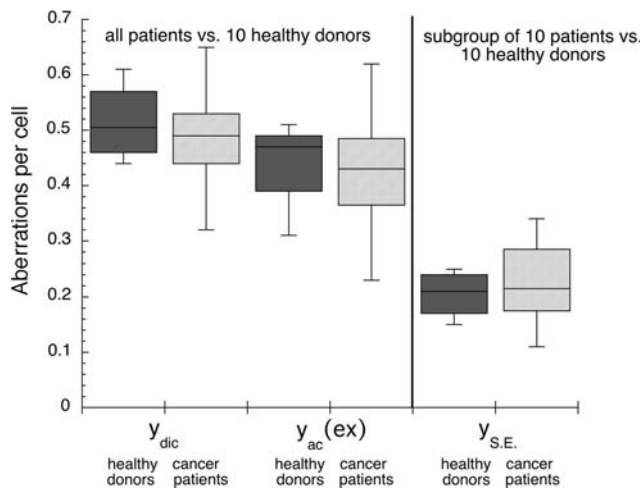 0.7
all patients vs. 10 healthy donors
subgroup of 10 patients vs.
10 healthy donors
0.6
0.5
0.4
0.3
0.2
0.1
0
Aberrations per cell
y dic
y ac (ex)
y S.E.
healthy donors
cancer patients
healthy donors
cancer patients
healthy donors
cancer patients